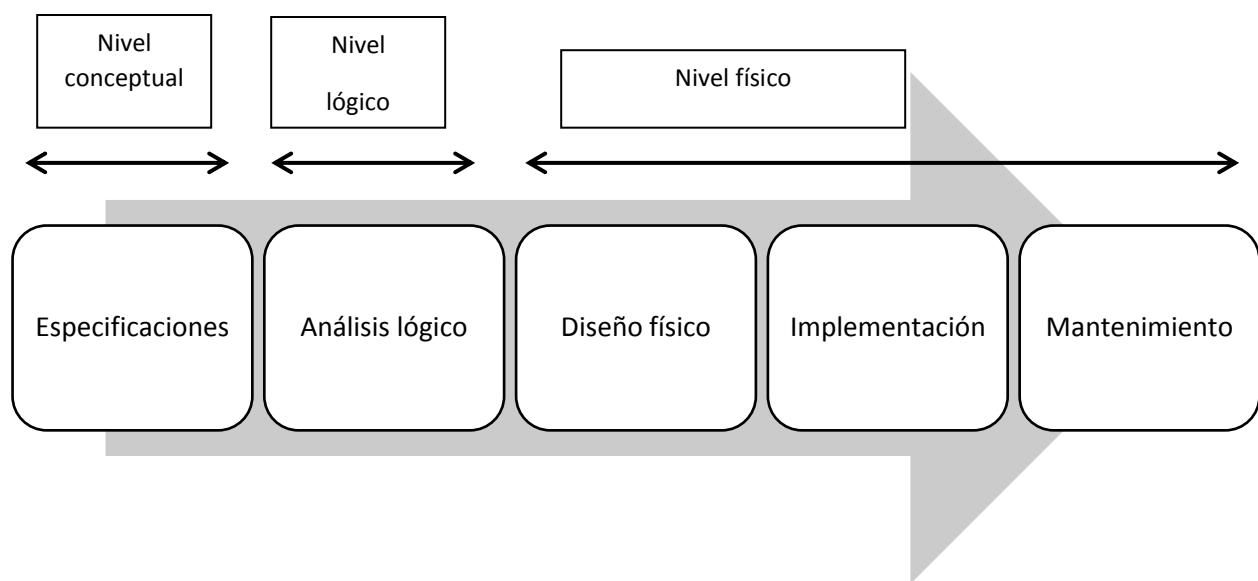 Nivel
conceptual
Nivel
lógico
Nivel físico
Especificaciones
Análisis lógico
Diseño físico
Implementación
Mantenimiento